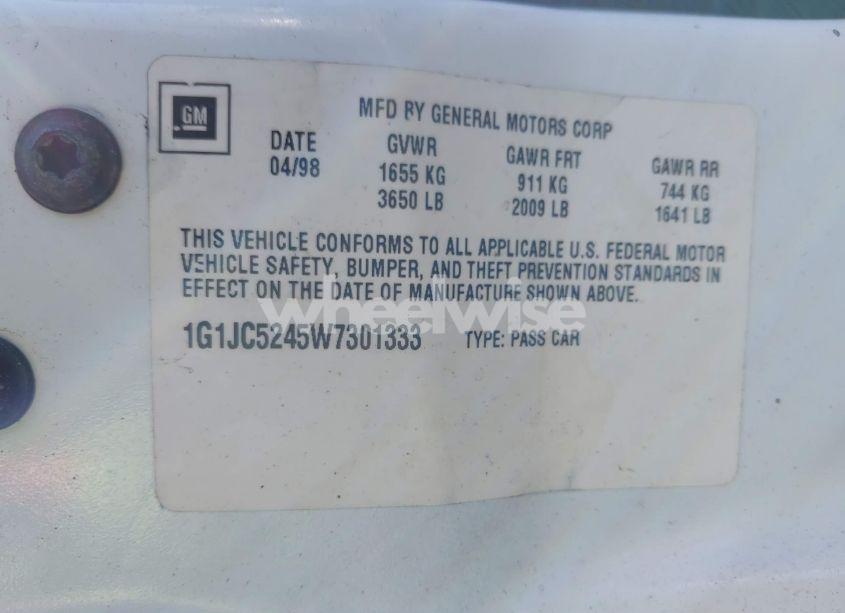 GM
MFD BY GENERAL MOTORS CORP
DATE GVWR GAWR FRT GAWR RR
04/98 1655 KG 911 KG 744 KG
3650 LB 2009 LB 1641 LB
THIS VEHICLE CONFORMS TO ALL APPLICABLE U.S. FEDERAL MOTOR
VEHICLE SAFETY, BUMPER, AND THEFT PREVENTION STANDARDS IN
EFFECT ON THE DATE OF MANUFACTURE SHOWN ABOVE.
wheelwise
1G1JC5245W7301333 TYPE: PASS CAR